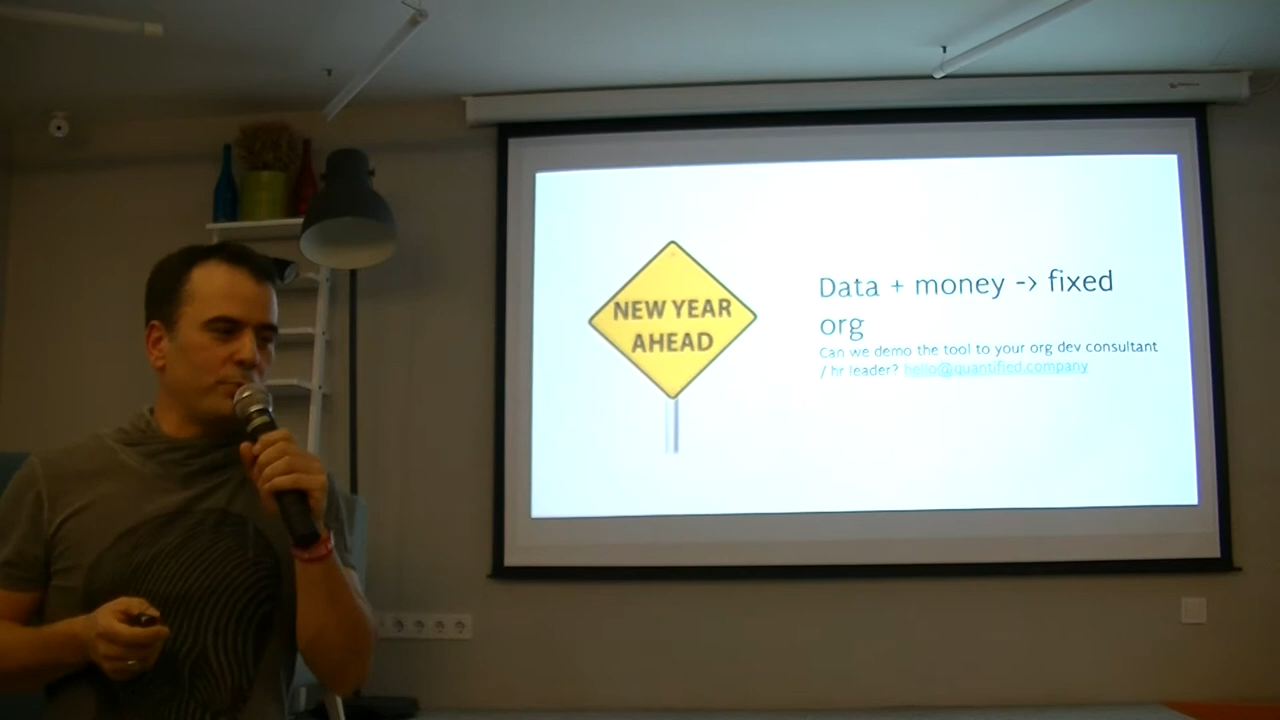 NEW YEAR
AHEAD
Data + money -> fixed
org
Can we demo the tool to your org dev consultant
/ hr leader? hello@quantified.company